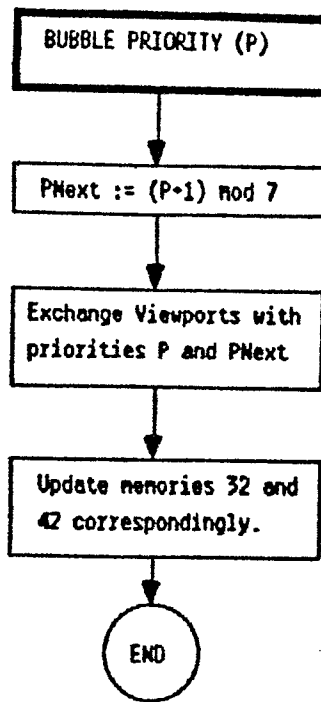 BUBBLE PRIORITY (P)
PNext := (P+1) mod 7
Exchange Viewports with
priorities P and PNext
Update memories 32 and
42 correspondingly.
END